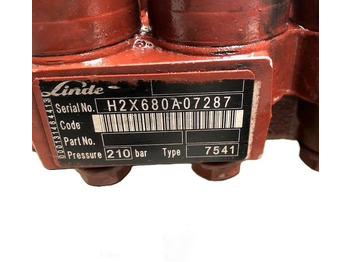 Linde
Serial No. H2X680A07287
Code
Part No.
Pressure 210 bar Type 7541